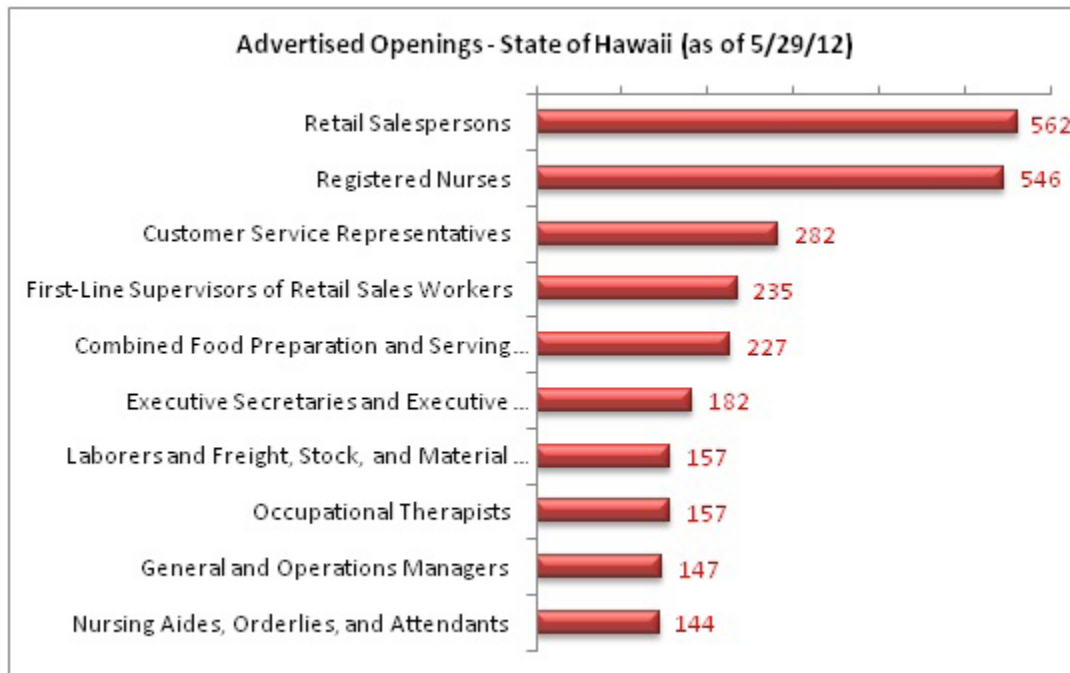 Advertised Openings - State of Hawaii (as of 5/29/12)
Retail Salespersons 562
Registered Nurses 546
Customer Service Representatives 282
First-Line Supervisors of Retail Sales Workers 235
Combined Food Preparation and Serving ... 227
Executive Secretaries and Executive ... 182
Laborers and Freight, Stock, and Material ... 157
Occupational Therapists 157
General and Operations Managers 147
Nursing Aides, Orderlies, and Attendants 144